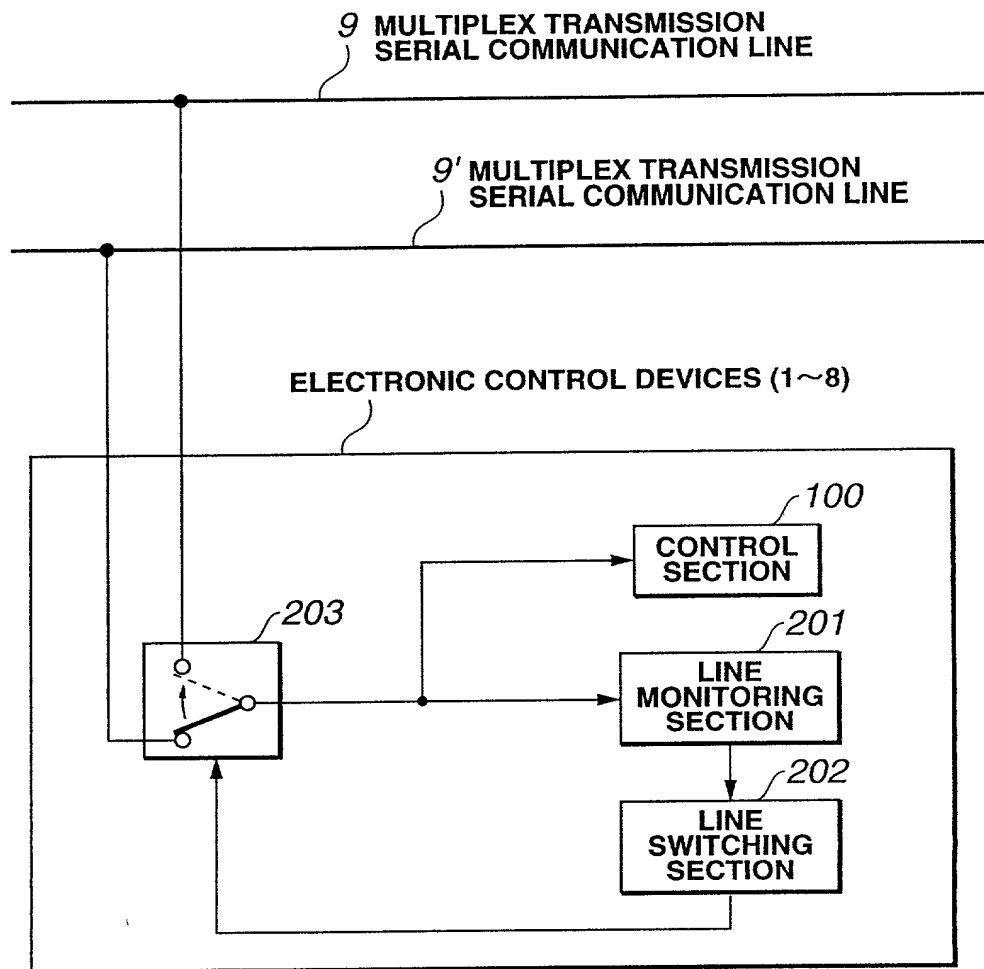 9 MULTIPLEX TRANSMISSION
SERIAL COMMUNICATION LINE
9' MULTIPLEX TRANSMISSION
SERIAL COMMUNICATION LINE
ELECTRONIC CONTROL DEVICES (1~8)
100
CONTROL
SECTION
203
201
LINE
MONITORING
SECTION
202
LINE
SWITCHING
SECTION